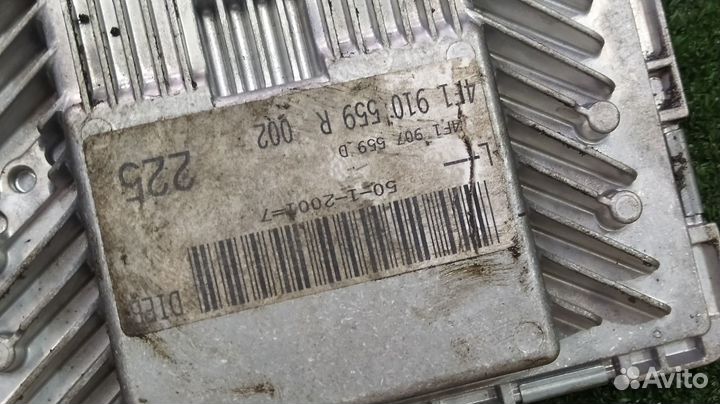 4F1 910 559 R 002
4F1 907 559 D
L-
225
50-1-2001=7
Avito